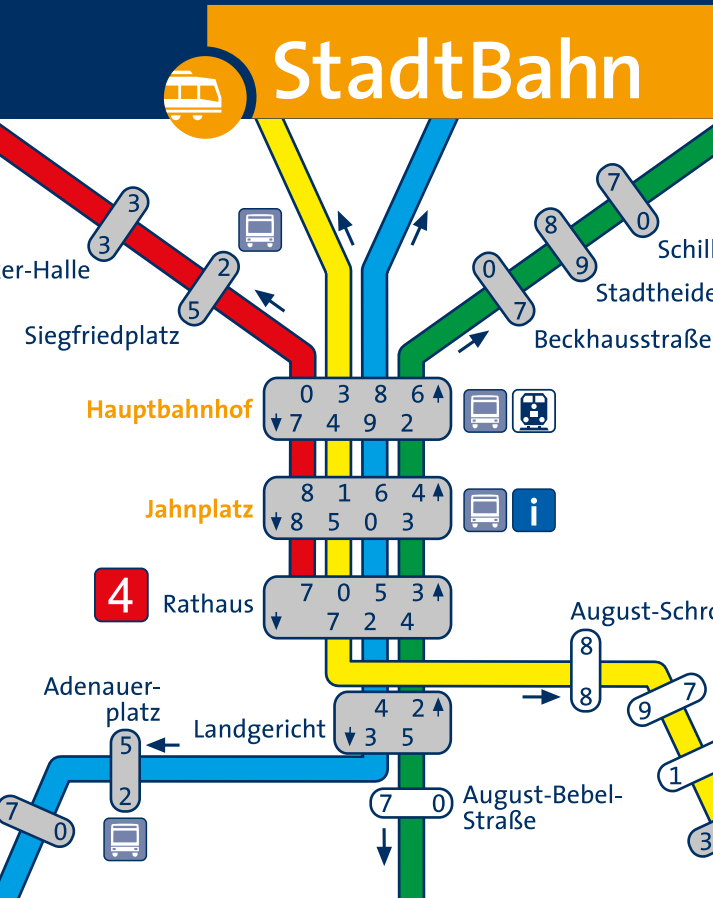 StadtBahn
3
3
2
5
7
0
8
9
0
7
Schill
er-Halle
Stadtheide
Siegfriedplatz
Beckhausstraße
Hauptbahnhof
0 3 8 6
7 4 9 2
Jahnplatz
8 1 6 4
8 5 0 3
i
4
Rathaus
7 0 5 3
7 2 4
August-Schro
8
8
7
9
1
3
Adenauer-
platz
Landgericht
4 2
3 5
5
2
7 0
7 0
August-Bebel-
Straße